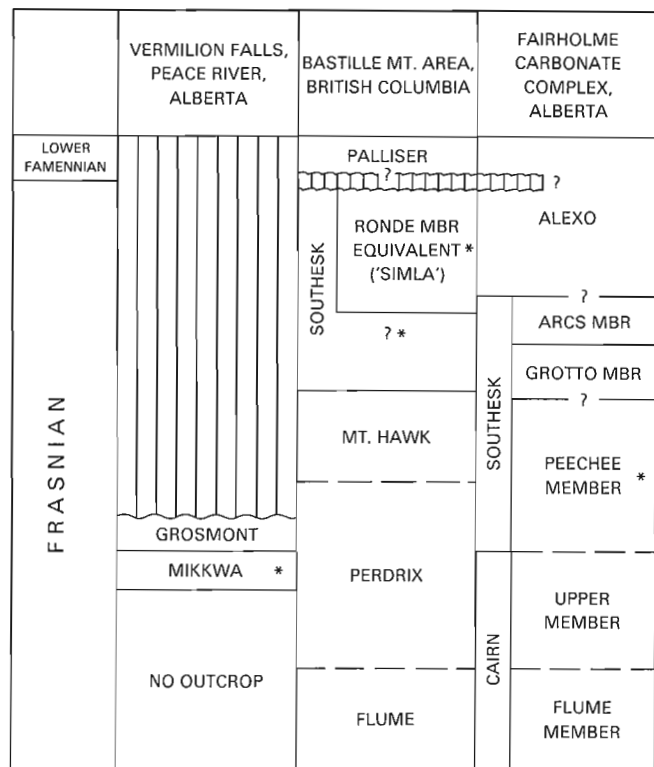 VERMILION FALLS,
PEACE RIVER,
ALBERTA
BASTILLE MT. AREA,
BRITISH COLUMBIA
FAIRHOLME
CARBONATE
COMPLEX,
ALBERTA
LOWER
FAMENNIAN
FRASNIAN
GROSMONT
MIKKWA *
NO OUTCROP
PALLISER
?
SOUTHESK
RONDE MBR
EQUIVALENT *
('SIMLA')
? *
MT. HAWK
PERDRIX
FLUME
?
ALEXO
?
SOUTHESK
ARCS MBR
GROTTO MBR
?
PEECHEE
MEMBER *
CAIRN
UPPER
MEMBER
FLUME
MEMBER